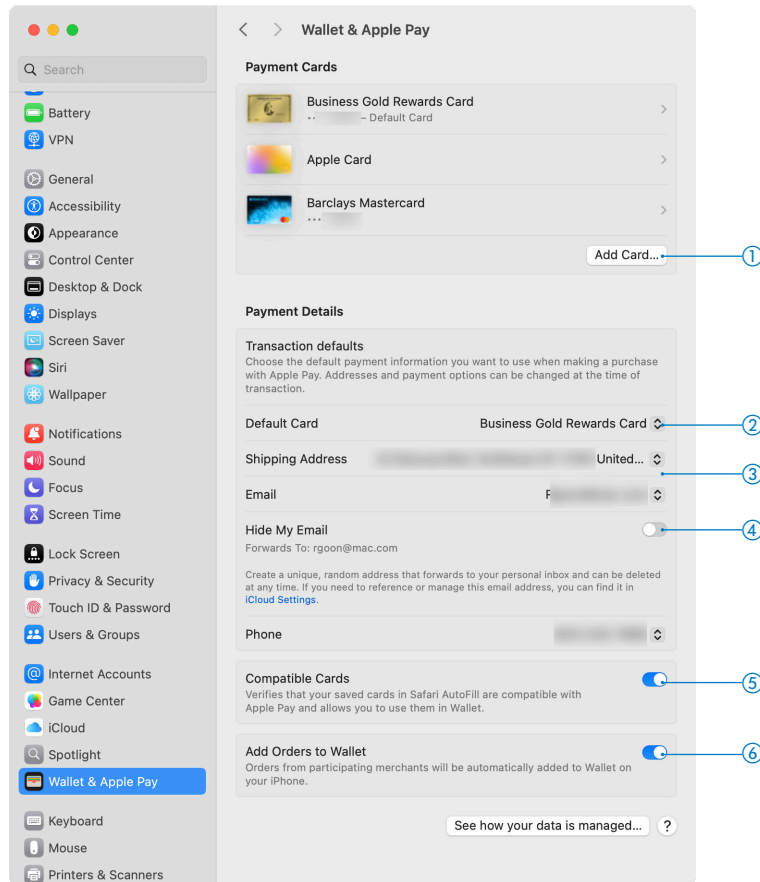 Wallet & Apple Pay
Search
Battery
VPN
General
Accessibility
Appearance
Control Center
Desktop & Dock
Displays
Screen Saver
Siri
Wallpaper
Notifications
Sound
Focus
Screen Time
Lock Screen
Privacy & Security
Touch ID & Password
Users & Groups
Internet Accounts
Game Center
iCloud
Spotlight
Wallet & Apple Pay
Keyboard
Mouse
Printers & Scanners
Payment Cards
Business Gold Rewards Card
– Default Card
Apple Card
Barclays Mastercard
Add Card...
1
Payment Details
Transaction defaults
Choose the default payment information you want to use when making a purchase
with Apple Pay. Addresses and payment options can be changed at the time of
transaction.
Default Card Business Gold Rewards Card
2
Shipping Address United...
3
Email
Hide My Email
4
Forwards To: rgoon@mac.com
Create a unique, random address that forwards to your personal inbox and can be deleted
at any time. If you need to reference or manage this email address, you can find it in
iCloud Settings.
Phone
Compatible Cards
5
Verifies that your saved cards in Safari AutoFill are compatible with
Apple Pay and allows you to use them in Wallet.
Add Orders to Wallet
6
Orders from participating merchants will be automatically added to Wallet on
your iPhone.
See how your data is managed... ?